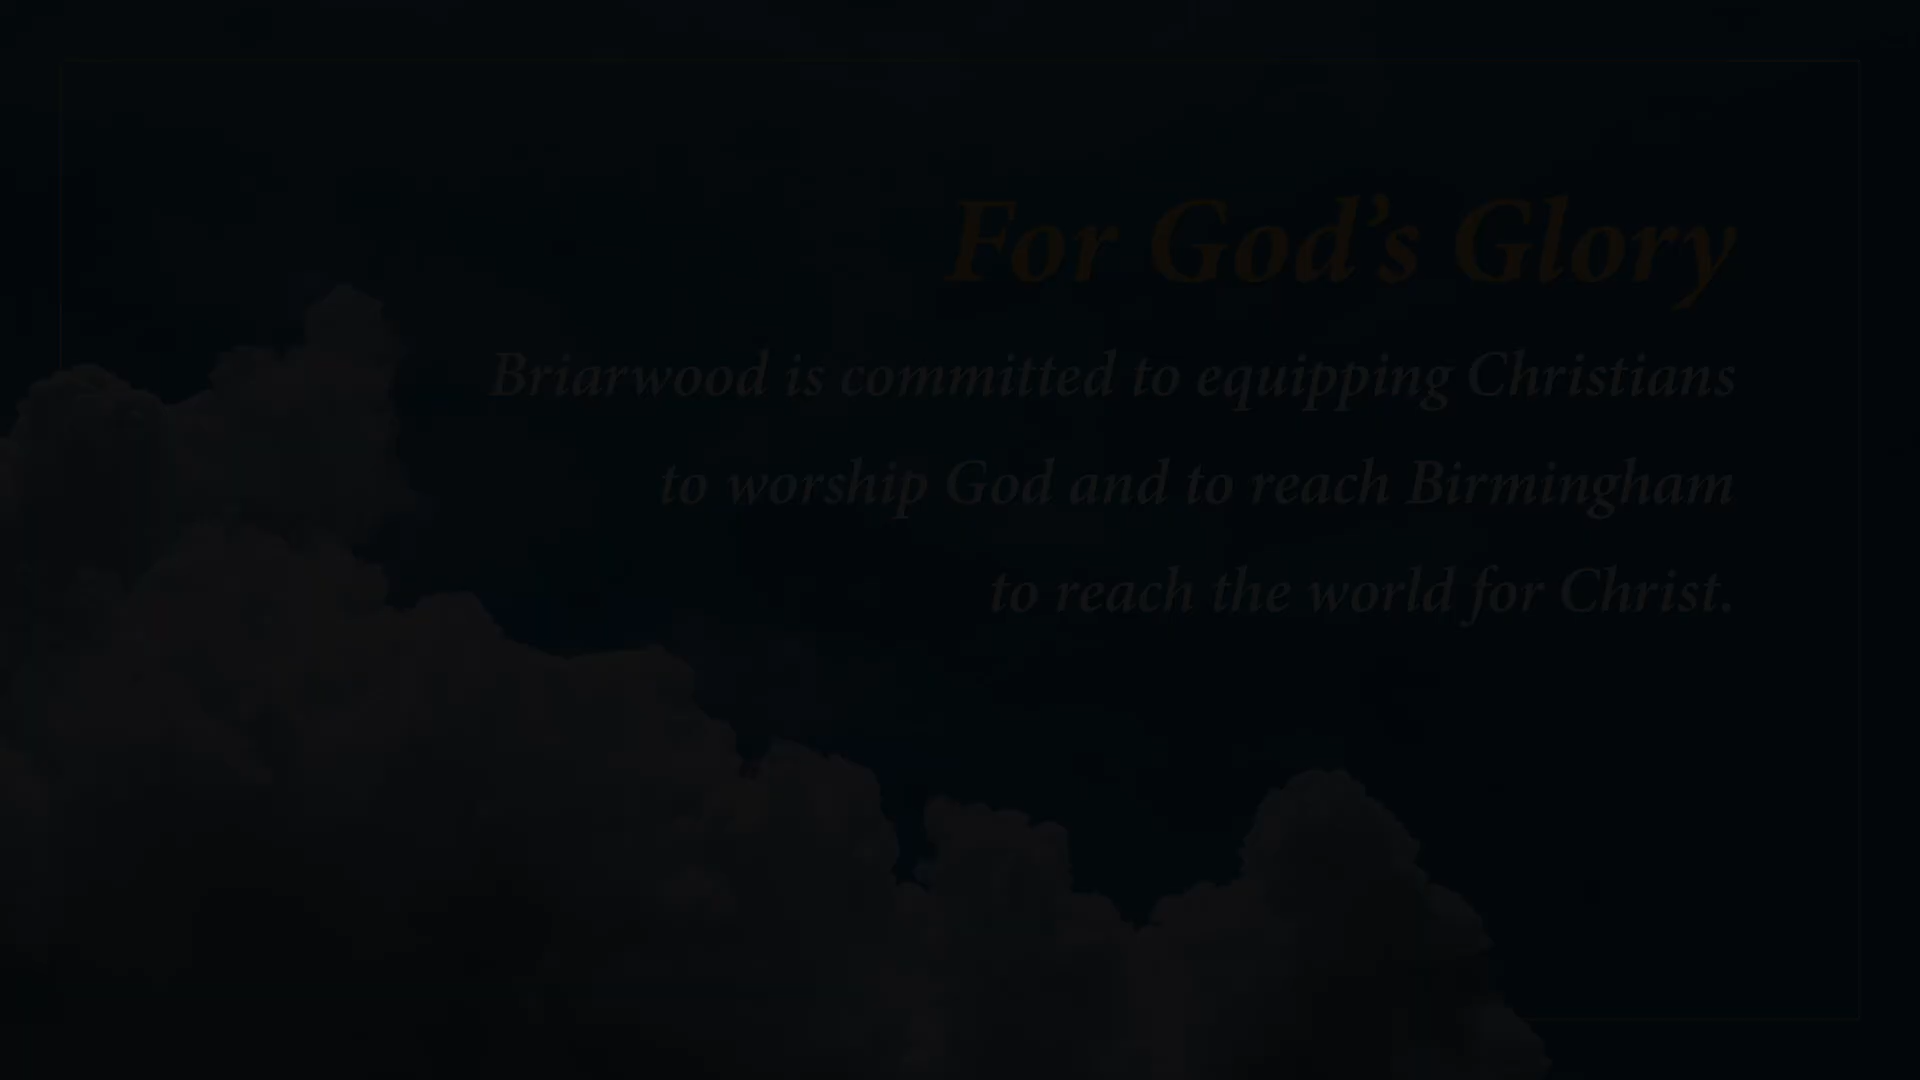 For God’s Glory
Briarwood is committed to equipping Christians
to worship God and to reach Birmingham
to reach the world for Christ.